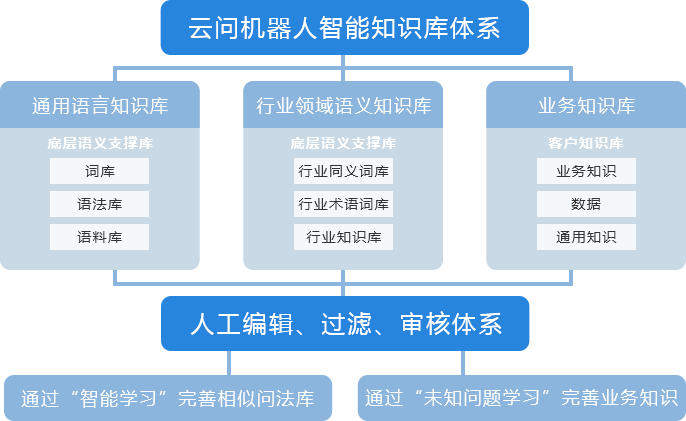 云问机器人智能知识库体系
通用语言知识库
底层语义支撑库
词库
语法库
语料库
行业领域语义知识库
底层语义支撑库
行业同义词库
行业术语词库
行业知识库
业务知识库
客户知识库
业务知识
数据
通用知识
人工编辑、过滤、审核体系
通过“智能学习”完善相似问法库
通过“未知问题学习”完善业务知识